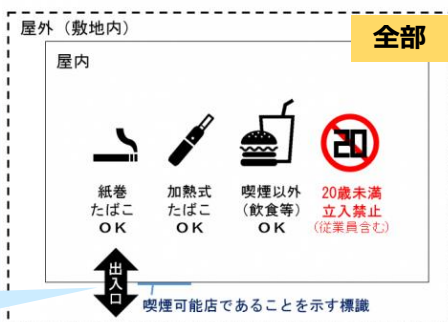 屋外（敷地内）
全部
屋内
20
紙巻
たばこ
ＯＫ
加熱式
たばこ
ＯＫ
喫煙以外
（飲食等）
ＯＫ
20歳未満
立入禁止
（従業員含む）
出入口
喫煙可能店であることを示す標識